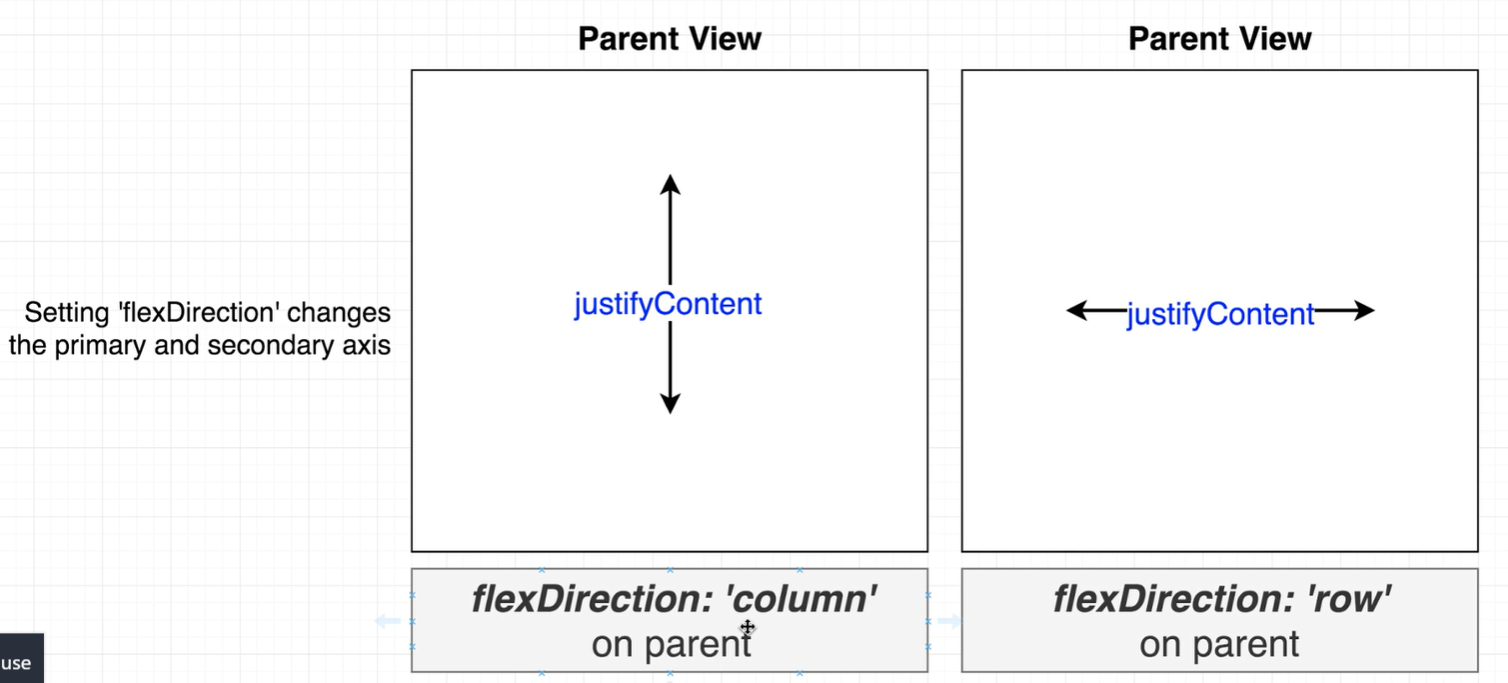 Parent View
Parent View
justifyContent
justifyContent
Setting 'flexDirection' changes
the primary and secondary axis
flexDirection: 'column'
on parent
flexDirection: 'row'
on parent
use